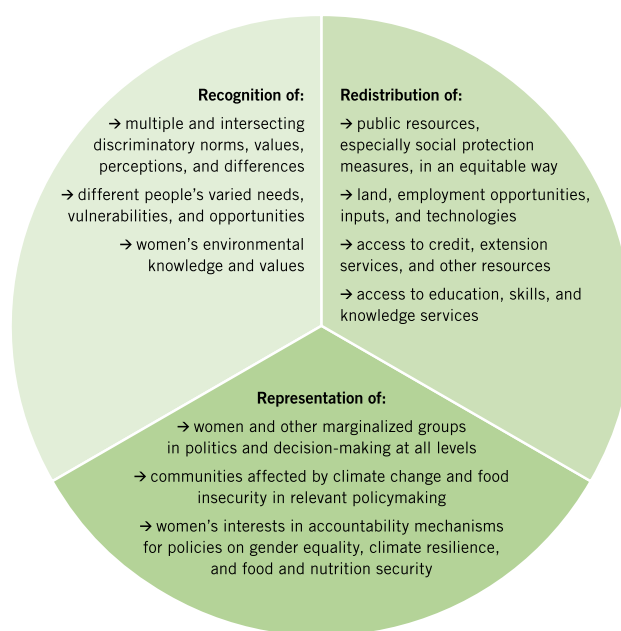 Recognition of:
→ multiple and intersecting
discriminatory norms, values,
perceptions, and differences
→ different people's varied needs,
vulnerabilities, and opportunities
→ women's environmental
knowledge and values
Redistribution of:
→ public resources,
especially social protection
measures, in an equitable way
→ land, employment opportunities,
inputs, and technologies
→ access to credit, extension
services, and other resources
→ access to education, skills, and
knowledge services
Representation of:
→ women and other marginalized groups
in politics and decision-making at all levels
→ communities affected by climate change and food
insecurity in relevant policymaking
→ women's interests in accountability mechanisms
for policies on gender equality, climate resilience,
and food and nutrition security